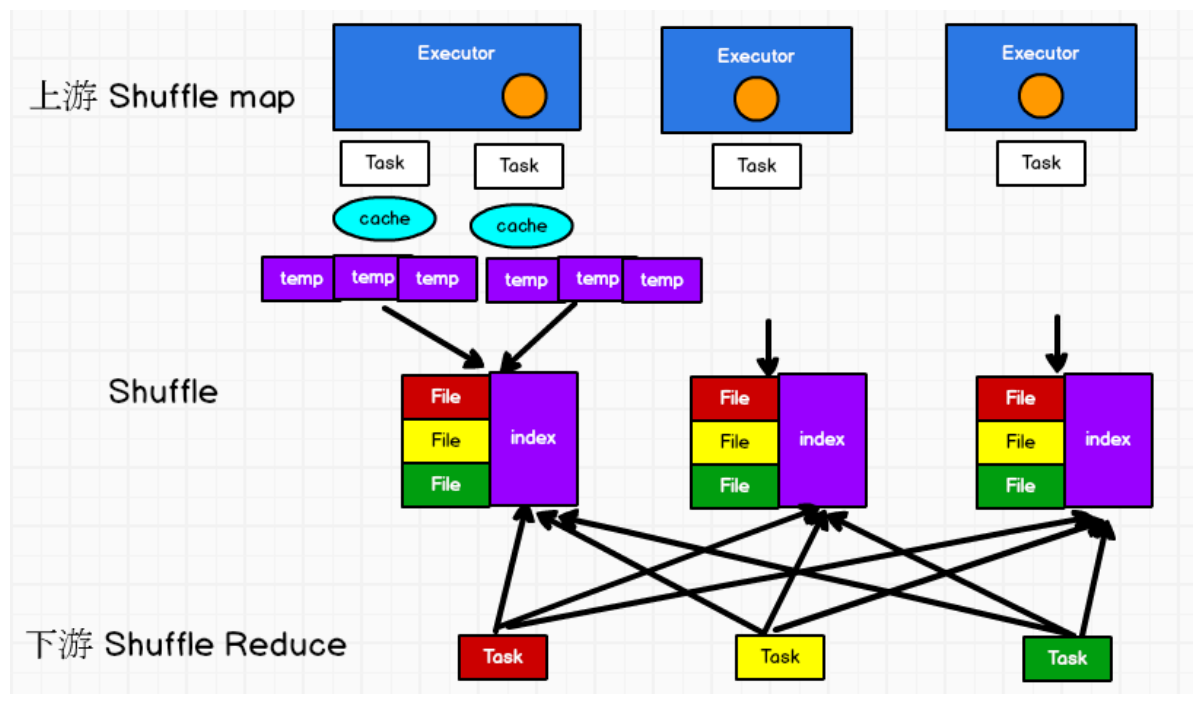 Executor
Executor
Executor
上游 Shuffle map
Task
Task
Task
Task
cache
cache
temp
temp
temp
temp
temp
temp
Shuffle
File
File
File
index
File
File
File
index
File
File
File
index
下游 Shuffle Reduce
Task
Task
Task